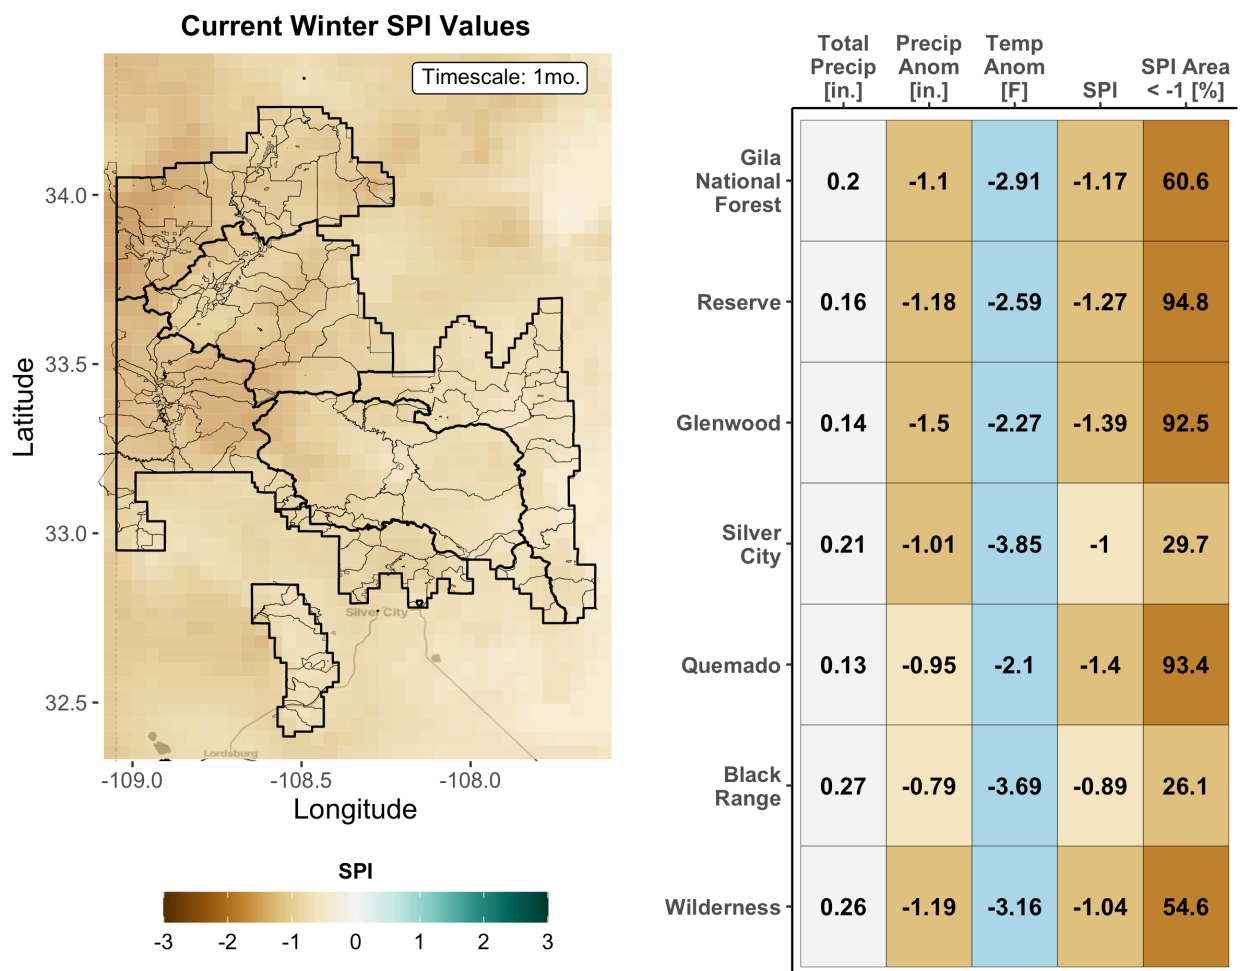 Current Winter SPI Values
Timescale: 1mo.
Latitude
34.0
33.5
33.0
32.5
Silver City
Lordsburg
-109.0 -108.5 -108.0
Longitude
SPI
-3 -2 -1 0 1 2 3
Total Precip [in.] Precip Anom [in.] Temp Anom [F] SPI SPI Area < -1 [%]
Gila National Forest 0.2 -1.1 -2.91 -1.17 60.6
Reserve 0.16 -1.18 -2.59 -1.27 94.8
Glenwood 0.14 -1.5 -2.27 -1.39 92.5
Silver City 0.21 -1.01 -3.85 -1 29.7
Quemado 0.13 -0.95 -2.1 -1.4 93.4
Black Range 0.27 -0.79 -3.69 -0.89 26.1
Wilderness 0.26 -1.19 -3.16 -1.04 54.6